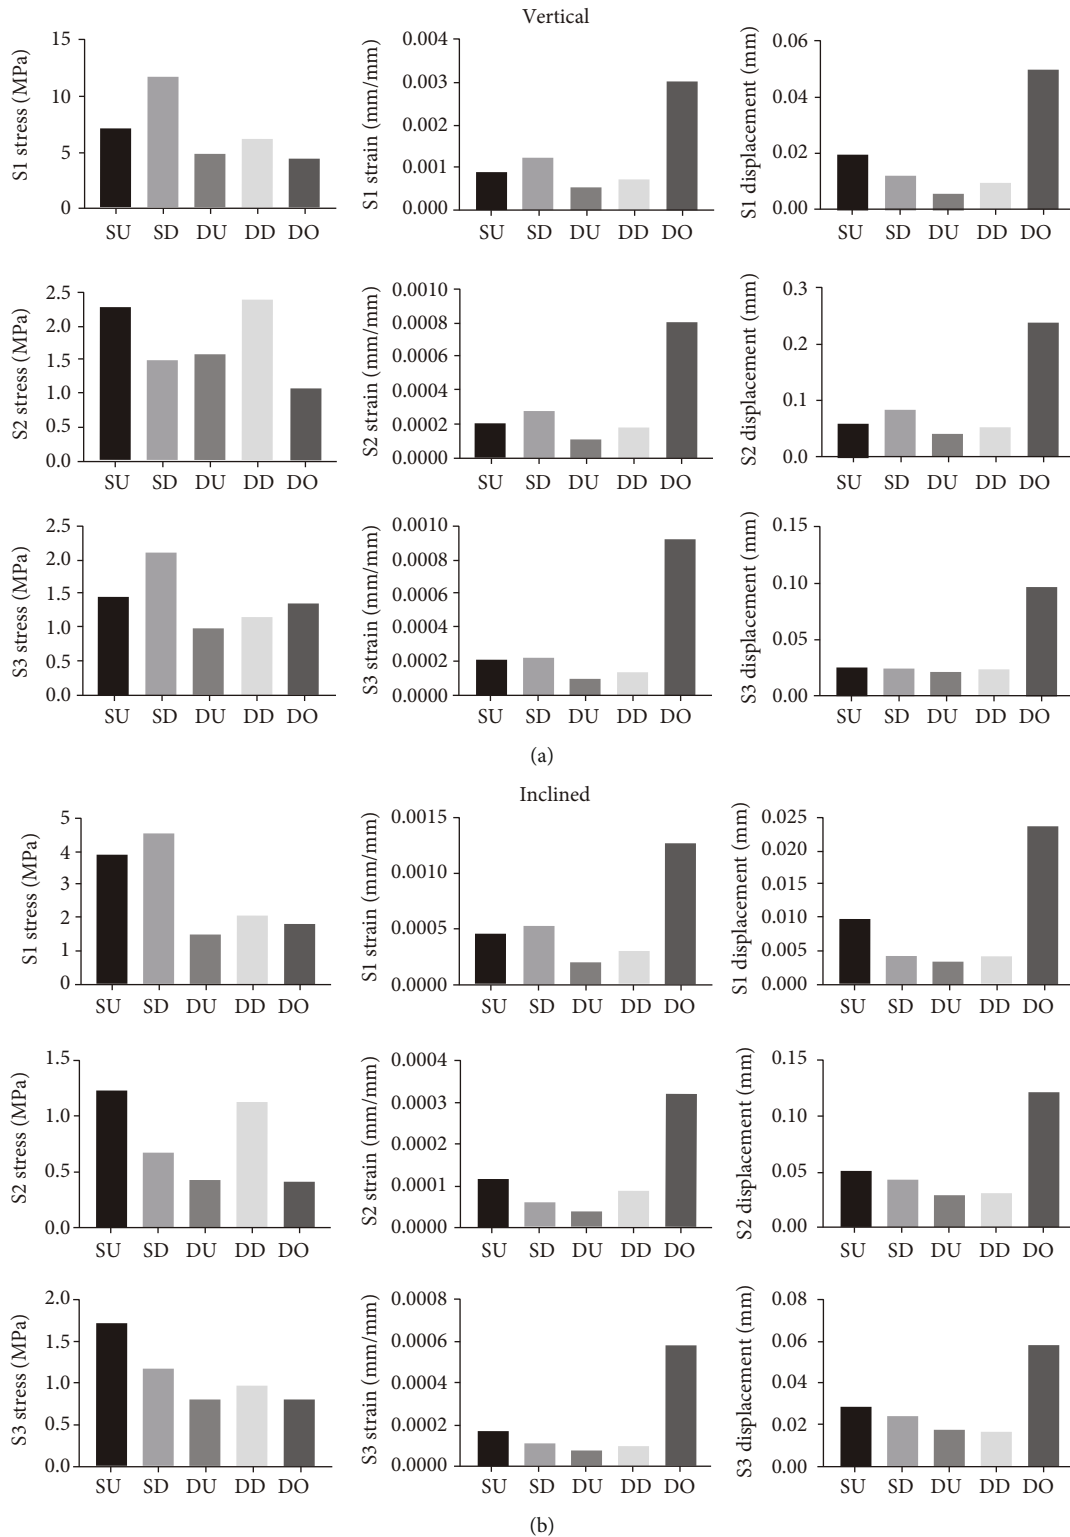 Vertical
S1 stress (MPa)
15
10
5
0
SU SD DU DD DO
S1 strain (mm/mm)
0.004
0.003
0.002
0.001
0.000
SU SD DU DD DO
S1 displacement (mm)
0.06
0.04
0.02
0.00
SU SD DU DD DO
S2 stress (MPa)
2.5
2.0
1.5
1.0
0.5
0.0
SU SD DU DD DO
S2 strain (mm/mm)
0.0010
0.0008
0.0006
0.0004
0.0002
0.0000
SU SD DU DD DO
S2 displacement (mm)
0.3
0.2
0.1
0.0
SU SD DU DD DO
S3 stress (MPa)
2.5
2.0
1.5
1.0
0.5
0.0
SU SD DU DD DO
S3 strain (mm/mm)
0.0010
0.0008
0.0006
0.0004
0.0002
0.0000
SU SD DU DD DO
S3 displacement (mm)
0.15
0.10
0.05
0.00
SU SD DU DD DO
(a)
Inclined
S1 stress (MPa)
5
4
3
2
1
0
SU SD DU DD DO
S1 strain (mm/mm)
0.0015
0.0010
0.0005
0.0000
SU SD DU DD DO
S1 displacement (mm)
0.025
0.020
0.015
0.010
0.005
0.000
SU SD DU DD DO
S2 stress (MPa)
1.5
1.0
0.5
0.0
SU SD DU DD DO
S2 strain (mm/mm)
0.0004
0.0003
0.0002
0.0001
0.0000
SU SD DU DD DO
S2 displacement (mm)
0.15
0.10
0.05
0.00
SU SD DU DD DO
S3 stress (MPa)
2.0
1.5
1.0
0.5
0.0
SU SD DU DD DO
S3 strain (mm/mm)
0.0008
0.0006
0.0004
0.0002
0.0000
SU SD DU DD DO
S3 displacement (mm)
0.08
0.06
0.04
0.02
0.00
SU SD DU DD DO
(b)